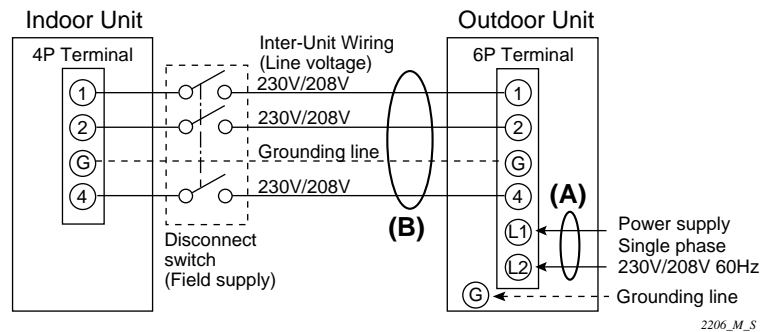 Indoor Unit
Outdoor Unit
4P Terminal
Inter-Unit Wiring
(Line voltage)
6P Terminal
1
230V/208V
1
2
230V/208V
2
G
Grounding line
G
4
230V/208V
4
(A)
(B)
Disconnect
switch
(Field supply)
L1
L2
Power supply
Single phase
230V/208V 60Hz
G
Grounding line
2206_M_S